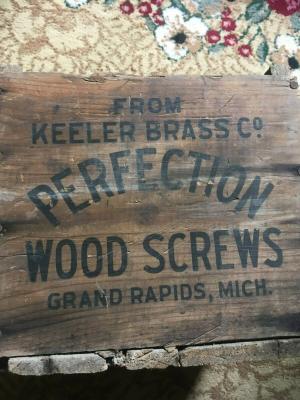 FROM
KEELER BRASS Cº
PERFECTION
WOOD SCREWS
GRAND RAPIDS, MICH.